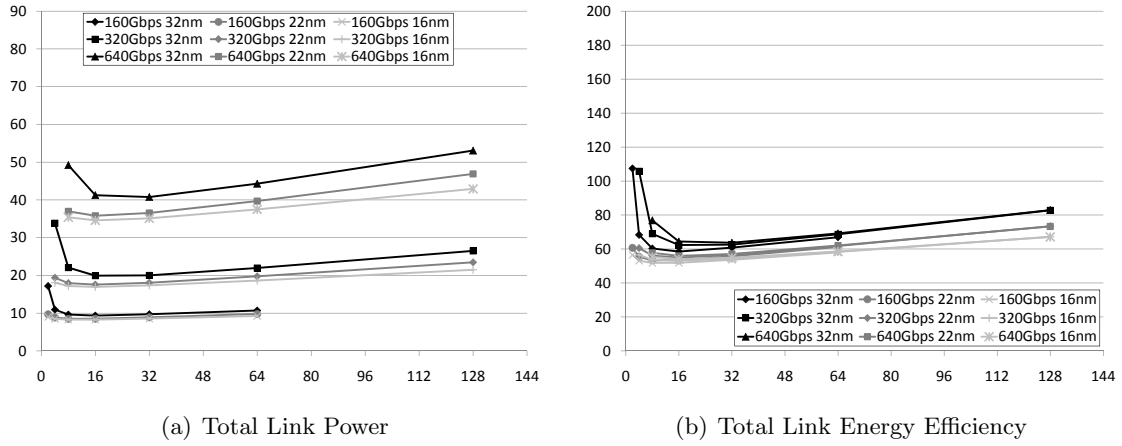 90
80
70
60
50
40
30
20
10
0
0 16 32 48 64 80 96 112 128 144
160Gbps 32nm 160Gbps 22nm 160Gbps 16nm
320Gbps 32nm 320Gbps 22nm 320Gbps 16nm
640Gbps 32nm 640Gbps 22nm 640Gbps 16nm
(a) Total Link Power
200
180
160
140
120
100
80
60
40
20
0
0 16 32 48 64 80 96 112 128 144
160Gbps 32nm 160Gbps 22nm 160Gbps 16nm
320Gbps 32nm 320Gbps 22nm 320Gbps 16nm
640Gbps 32nm 640Gbps 22nm 640Gbps 16nm
(b) Total Link Energy Efficiency